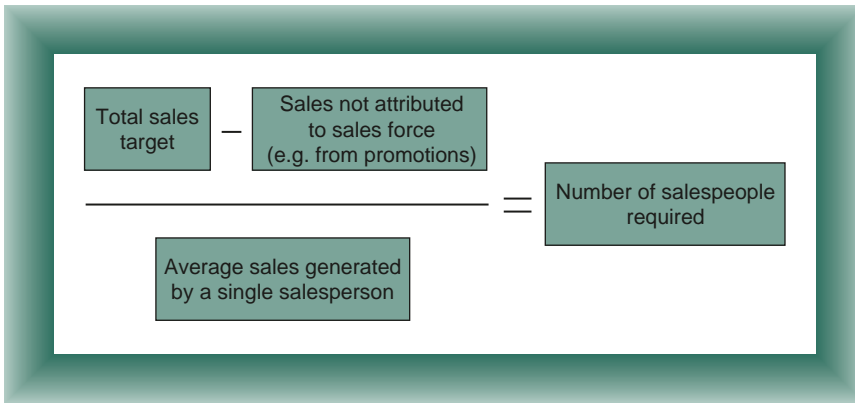 Total sales
target
–
Sales not attributed
to sales force
(e.g. from promotions)
Average sales generated
by a single salesperson
=
Number of salespeople
required